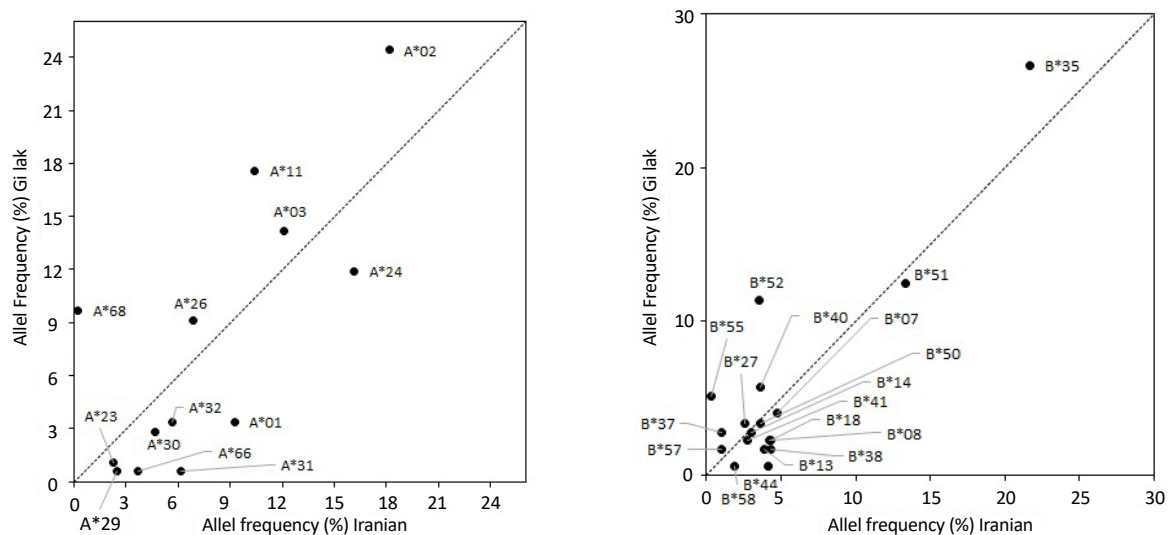 Allel Frequency (%) Gi lak
24
21
18
15
12
9
6
3
0
A*02
A*11
A*03
A*24
A*68
A*26
A*23
A*32
A*01
A*30
A*66
A*31
A*29
0 3 6 9 12 15 18 21 24
Allel frequency (%) Iranian
Allel Frequency (%) Gi lak
30
20
10
0
B*35
B*51
B*52
B*55
B*40
B*07
B*27
B*50
B*14
B*41
B*37
B*18
B*08
B*57
B*38
B*13
B*44
B*58
0 5 10 15 20 25 30
Allel frequency (%) Iranian